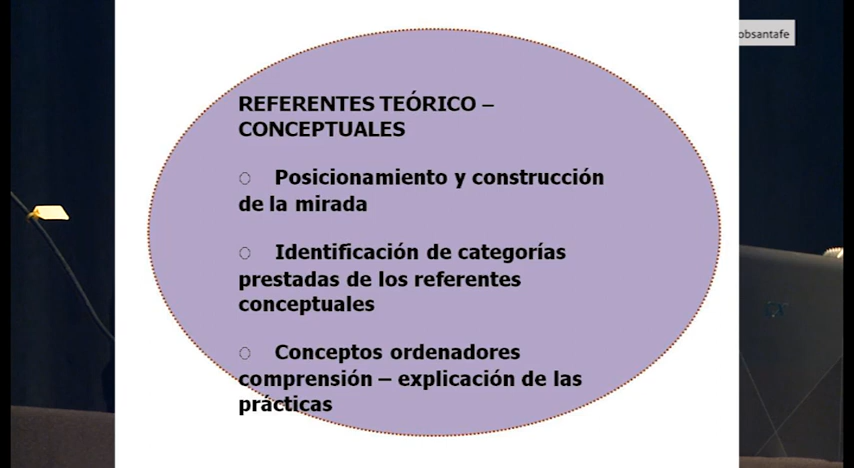 obsantafe
REFERENTES TEÓRICO –
CONCEPTUALES
Posicionamiento y construcción
de la mirada
Identificación de categorías
prestadas de los referentes
conceptuales
Conceptos ordenadores
comprensión – explicación de las
prácticas